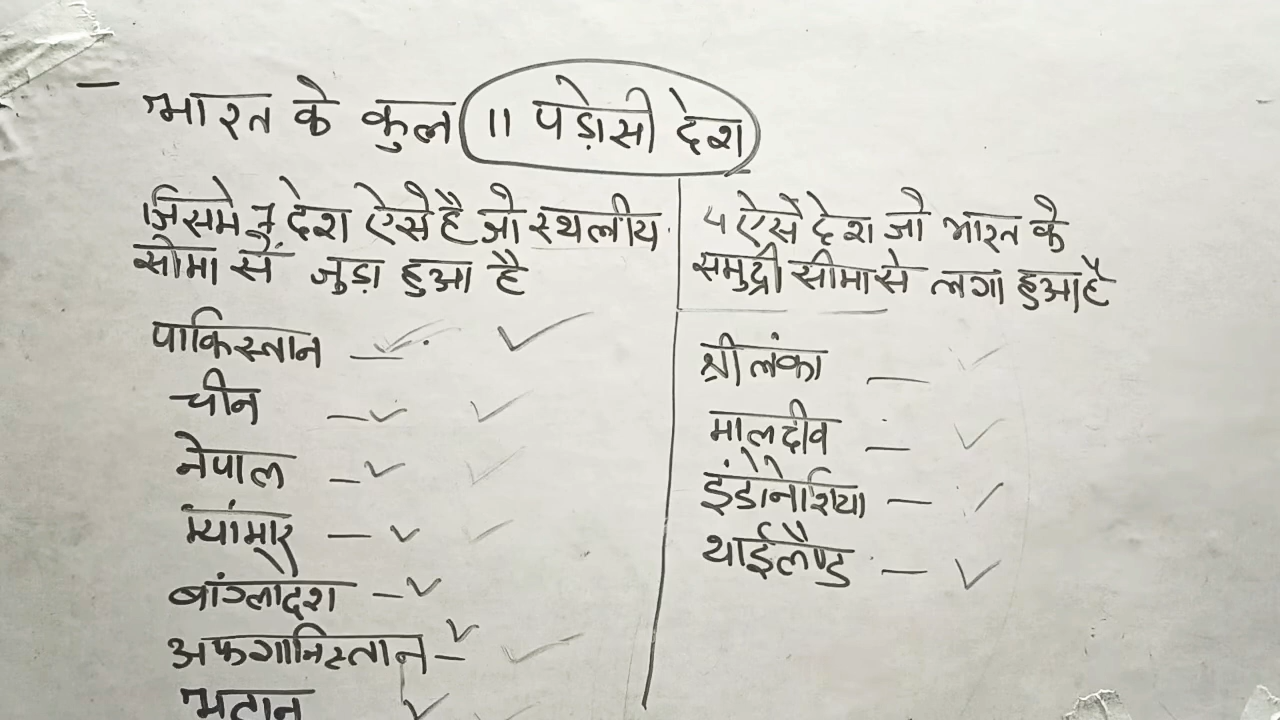 भारत के कुल 11 पड़ोसी देश
जिसमे 7 देश ऐसे है जो स्थलीय
सीमा से जुड़ा हुआ है
पाकिस्तान
चीन
नेपाल
म्यांमार
बांग्लादेश
अफगानिस्तान
भूटान
4 ऐसे देश जो भारत के
समुद्री सीमा से लगा हुआ है
श्रीलंका
मालदीव
इंडोनेशिया
थाईलैण्ड